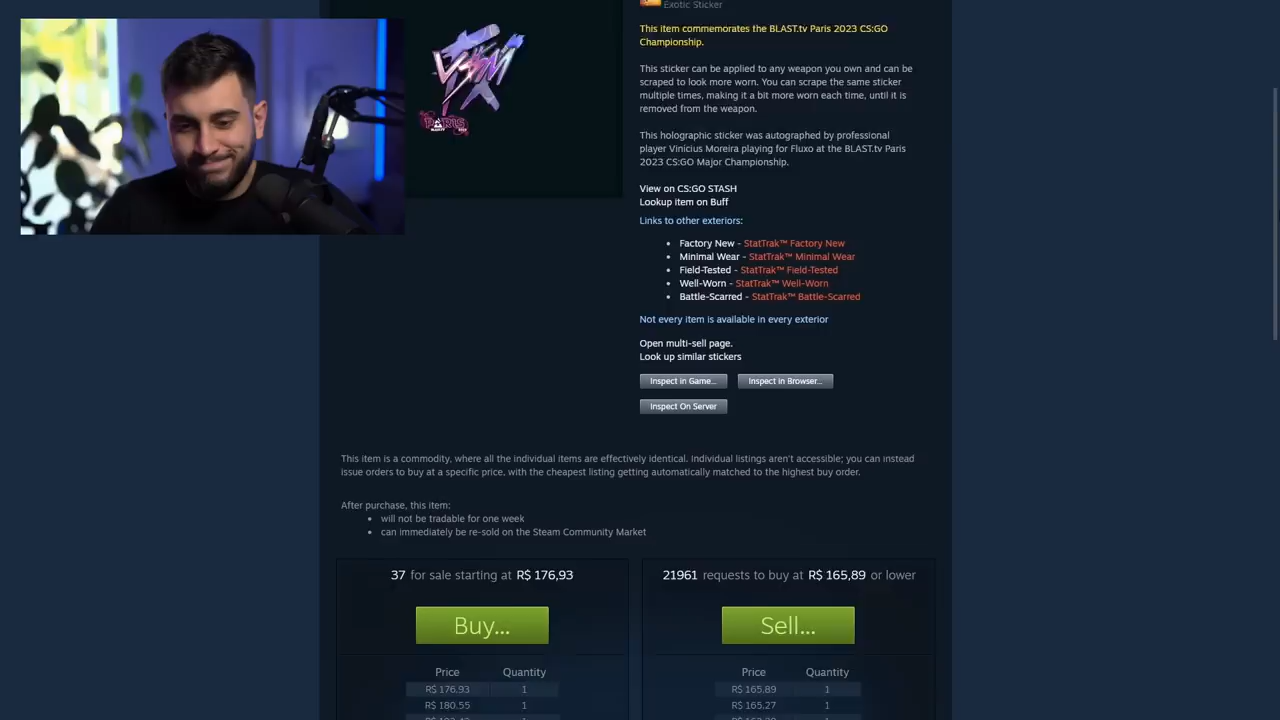 Exotic Sticker
This item commemorates the BLAST.tv Paris 2023 CS:GO
Championship.
This sticker can be applied to any weapon you own and can be
scraped to look more worn. You can scrape the same sticker
multiple times, making it a bit more worn each time, until it is
removed from the weapon.
This holographic sticker was autographed by professional
player Vinicius Moreira playing for Fluxo at the BLAST.tv Paris
2023 CS:GO Major Championship.
View on CS:GO STASH
Lookup item on Buff
Links to other exteriors:
Factory New - StatTrak™ Factory New
Minimal Wear - StatTrak™ Minimal Wear
Field-Tested - StatTrak™ Field-Tested
Well-Worn - StatTrak™ Well-Worn
Battle-Scarred - StatTrak™ Battle-Scarred
Not every item is available in every exterior
Open multi-sell page.
Look up similar stickers
Inspect in Game... Inspect in Browser...
Inspect On Server
This item is a commodity, where all the individual items are effectively identical. Individual listings aren't accessible; you can instead
issue orders to buy at a specific price, with the cheapest listing getting automatically matched to the highest buy order.
After purchase, this item:
will not be tradable for one week
can immediately be re-sold on the Steam Community Market
37 for sale starting at R$ 176,93
Buy...
Price Quantity
R$ 176,93 1
R$ 180,55 1
21961 requests to buy at R$ 165,89 or lower
Sell...
Price Quantity
R$ 165,89 1
R$ 165,27 1